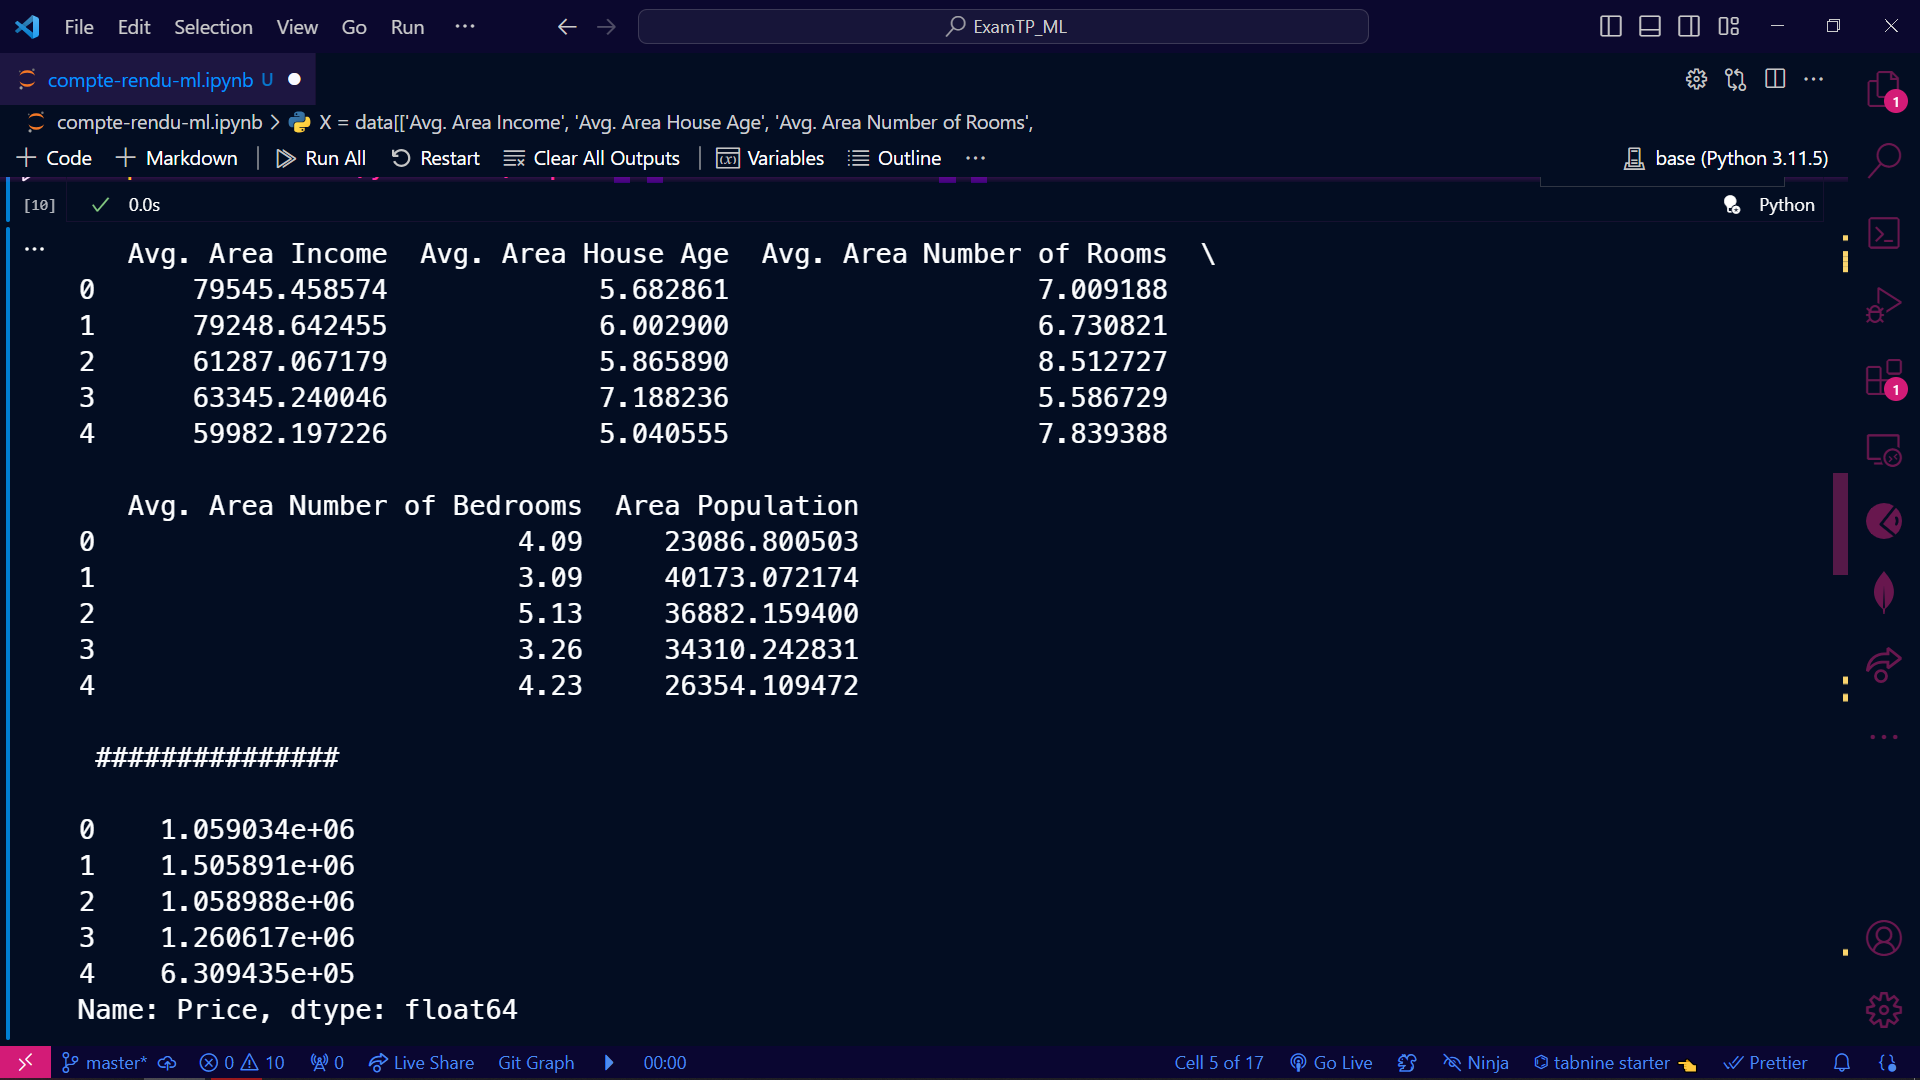 File Edit Selection View Go Run ··· ExamTP_ML
compte-rendu-ml.ipynb U
compte-rendu-ml.ipynb > X = data[['Avg. Area Income', 'Avg. Area House Age', 'Avg. Area Number of Rooms',
Code Markdown Run All Restart Clear All Outputs Variables Outline ··· base (Python 3.11.5)
[10] 0.0s Python
Avg. Area Income Avg. Area House Age Avg. Area Number of Rooms \
0 79545.458574 5.682861 7.009188
1 79248.642455 6.002900 6.730821
2 61287.067179 5.865890 8.512727
3 63345.240046 7.188236 5.586729
4 59982.197226 5.040555 7.839388
Avg. Area Number of Bedrooms Area Population
0 4.09 23086.800503
1 3.09 40173.072174
2 5.13 36882.159400
3 3.26 34310.242831
4 4.23 26354.109472
###############
0 1.059034e+06
1 1.505891e+06
2 1.058988e+06
3 1.260617e+06
4 6.309435e+05
Name: Price, dtype: float64
1
1
master* 0 10 0 Live Share Git Graph 00:00 Cell 5 of 17 Go Live Ninja tabnine starter Prettier